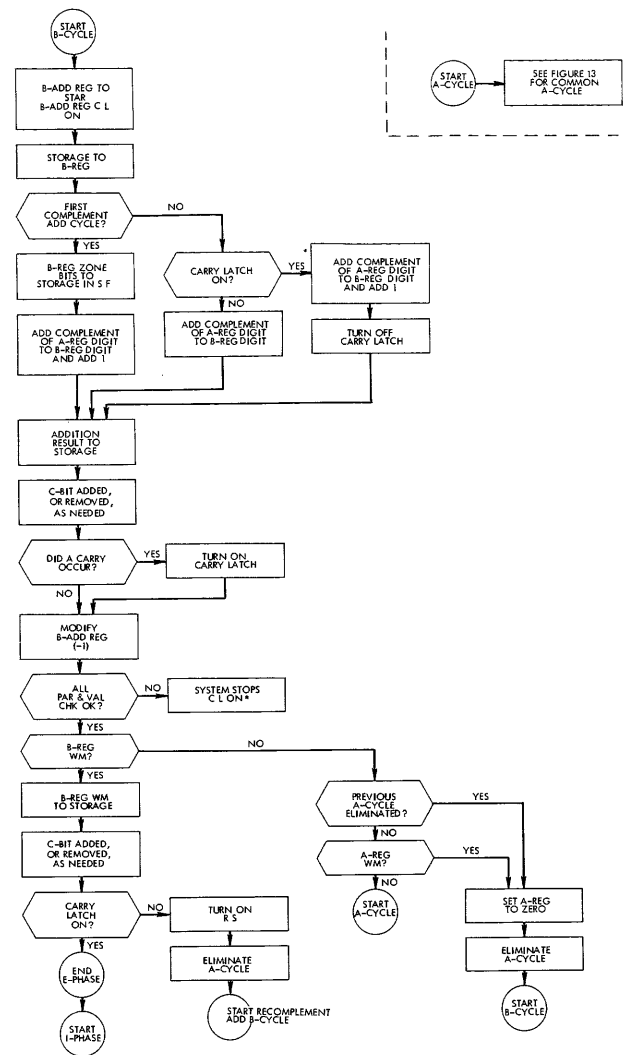 START
B-CYCLE
B-ADD REG TO
STAR
B-ADD REG C L
ON
START
A-CYCLE
SEE FIGURE 13
FOR COMMON
A-CYCLE
STORAGE TO
B-REG
FIRST
COMPLEMENT
ADD CYCLE?
NO
YES
B-REG ZONE
BITS TO
STORAGE IN S F
CARRY LATCH
ON?
YES
NO
ADD COMPLEMENT
OF A-REG DIGIT
TO B-REG DIGIT
AND ADD 1
ADD COMPLEMENT
OF A-REG DIGIT
TO B-REG DIGIT
AND ADD 1
ADD COMPLEMENT
OF A-REG DIGIT
TO B-REG DIGIT
TURN OFF
CARRY LATCH
ADDITION
RESULT TO
STORAGE
C-BIT ADDED,
OR REMOVED,
AS NEEDED
DID A CARRY
OCCUR?
YES
TURN ON
CARRY LATCH
NO
MODIFY
B-ADD REG
(-1)
ALL
PAR & VAL
CHK OK?
NO
SYSTEM STOPS
C L ON *
YES
B-REG
WM?
NO
YES
B-REG WM
TO STORAGE
PREVIOUS
A-CYCLE
ELIMINATED?
YES
NO
C-BIT ADDED,
OR REMOVED,
AS NEEDED
A-REG
WM?
YES
NO
CARRY
LATCH
ON?
NO
TURN ON
R S
START
A-CYCLE
SET A-REG
TO ZERO
YES
END
E-PHASE
ELIMINATE
A-CYCLE
ELIMINATE
A-CYCLE
START
I-PHASE
START RECOMPLEMENT
ADD B-CYCLE
START
B-CYCLE